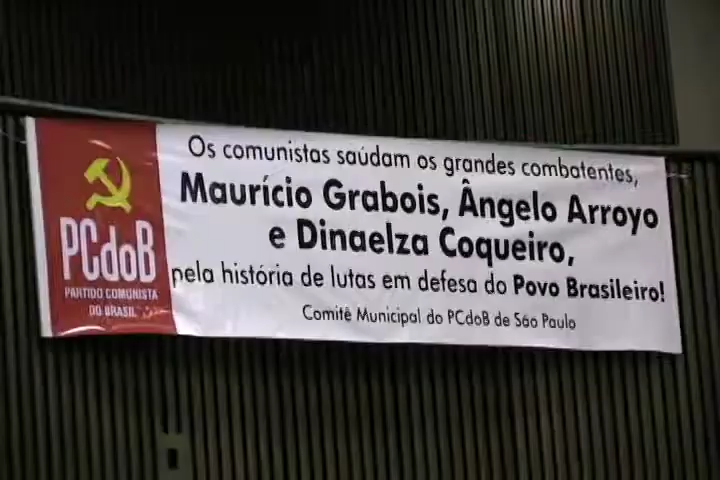 PCdoB
PARTIDO COMUNISTA
DO BRASIL
Os comunistas saúdam os grandes combatentes,
Maurício Grabois, Ângelo Arroyo
e Dinaelza Coqueiro,
pela história de lutas em defesa do Povo Brasileiro!
Comitê Municipal do PCdoB de São Paulo